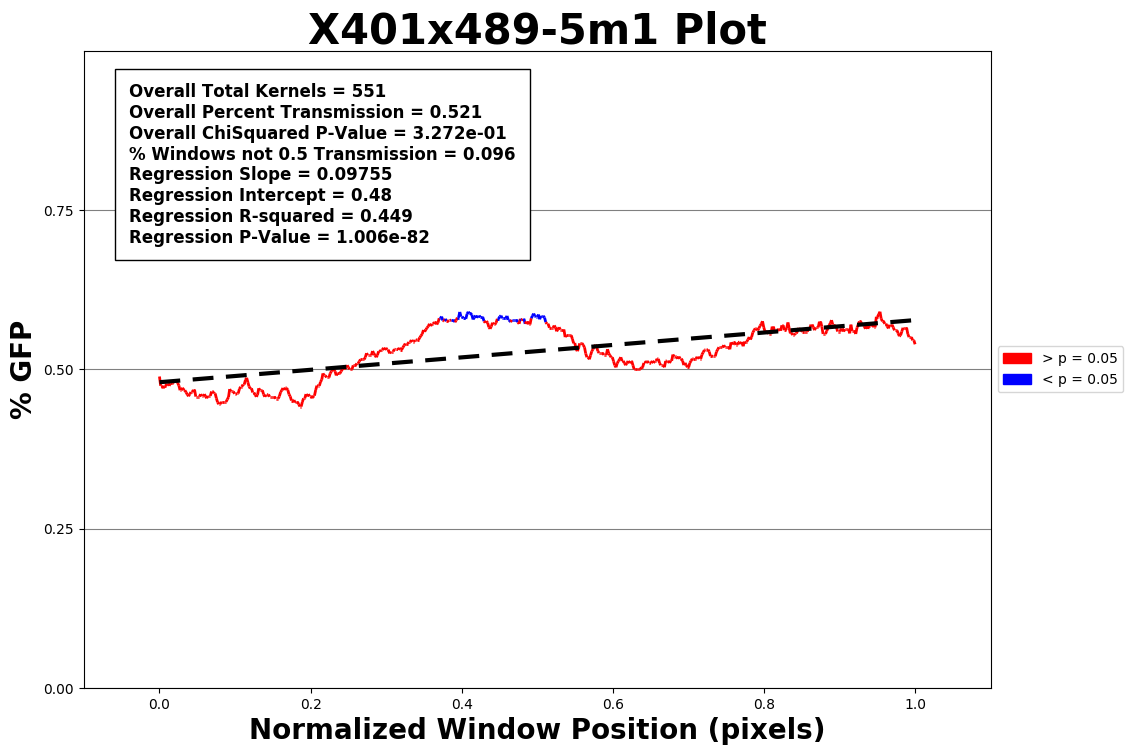 X401x489-5m1 Plot
Overall Total Kernels = 551
Overall Percent Transmission = 0.521
Overall ChiSquared P-Value = 3.272e-01
% Windows not 0.5 Transmission = 0.096
Regression Slope = 0.09755
Regression Intercept = 0.48
Regression R-squared = 0.449
Regression P-Value = 1.006e-82
% GFP
0.75
0.50
0.25
0.00
> p = 0.05
< p = 0.05
0.0 0.2 0.4 0.6 0.8 1.0
Normalized Window Position (pixels)